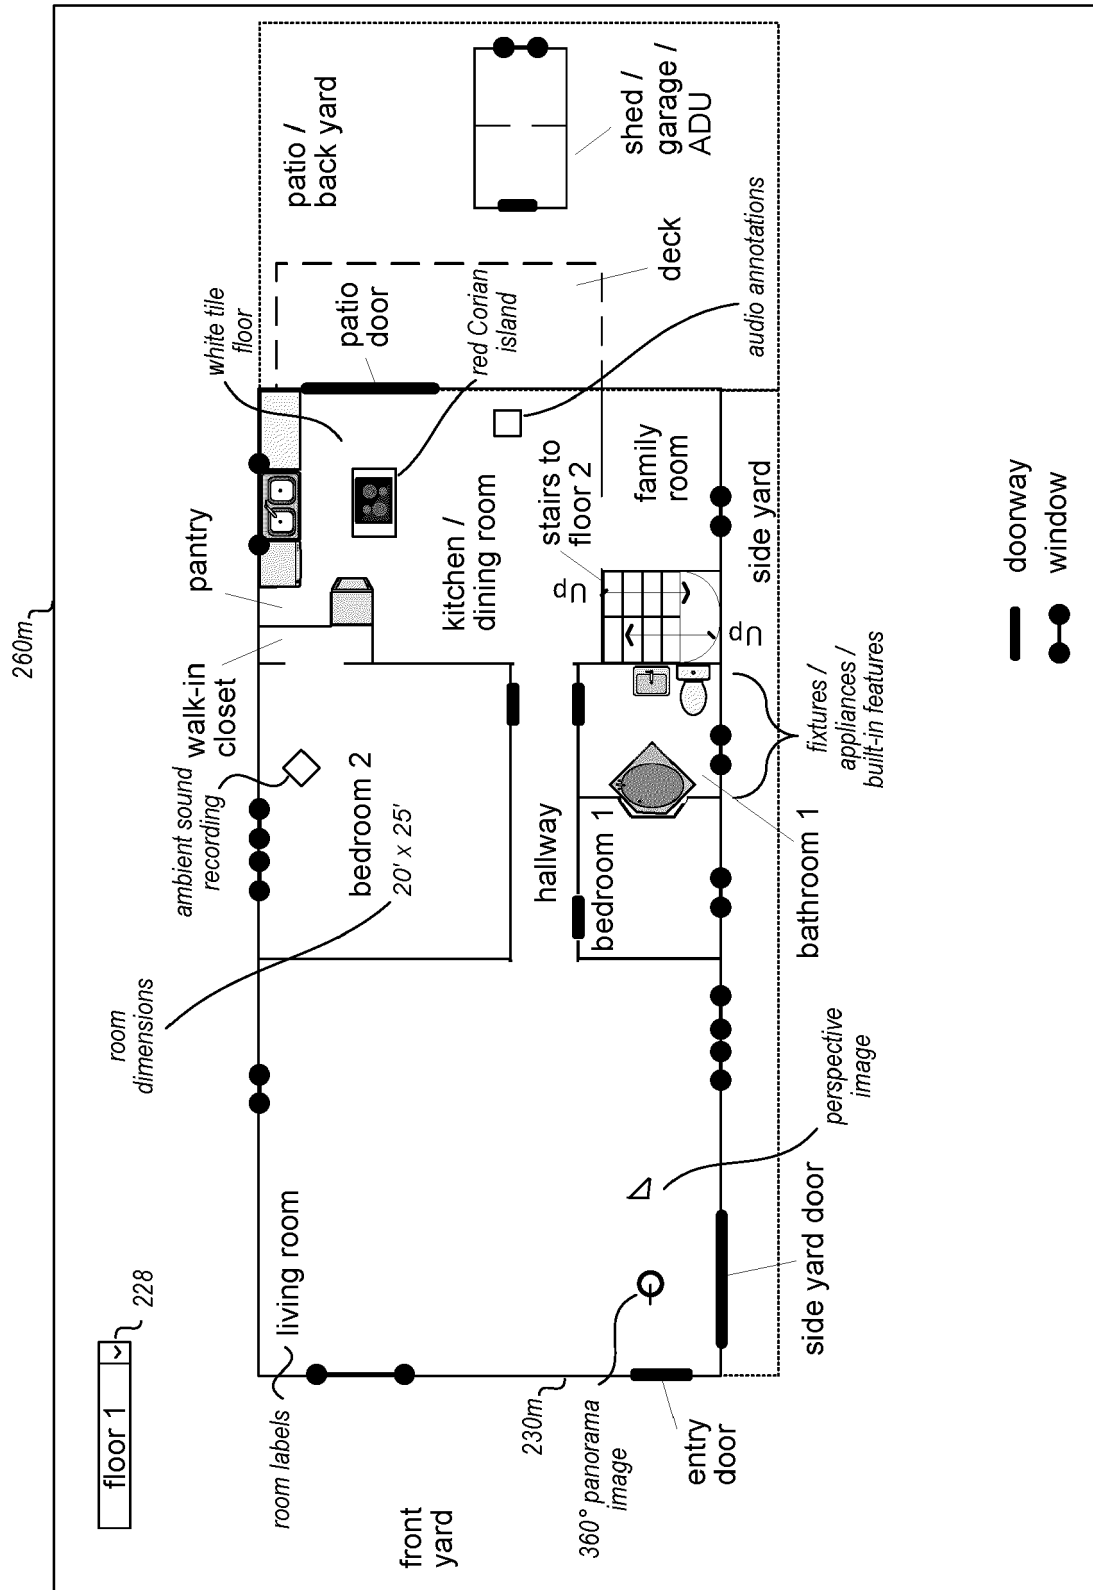 260m
floor 1
228
room labels
living room
front
yard
230m
360° panorama
image
entry
door
side yard door
perspective
image
room
dimensions
ambient sound
recording
bedroom 2
20' x 25'
hallway
bedroom 1
bathroom 1
fixtures /
appliances /
built-in features
walk-in
closet
pantry
kitchen /
dining room
stairs to
floor 2
dn
up
dn
up
family
room
side yard
white tile
floor
patio
door
red Corian
island
audio annotations
deck
patio /
back yard
shed /
garage /
ADU
doorway
window